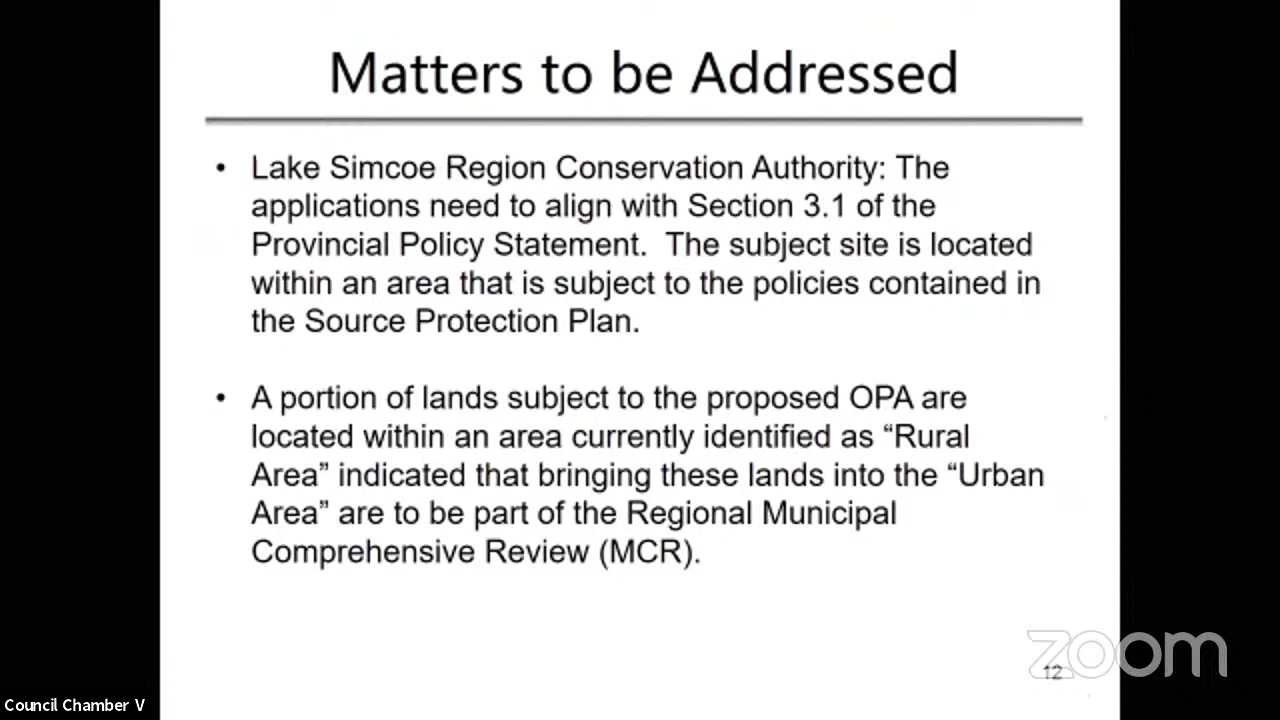 Matters to be Addressed
• Lake Simcoe Region Conservation Authority: The
applications need to align with Section 3.1 of the
Provincial Policy Statement.  The subject site is located
within an area that is subject to the policies contained in
the Source Protection Plan.
• A portion of lands subject to the proposed OPA are
located within an area currently identified as “Rural
Area” indicated that bringing these lands into the “Urban
Area” are to be part of the Regional Municipal
Comprehensive Review (MCR).
zoom
12
Council Chamber V